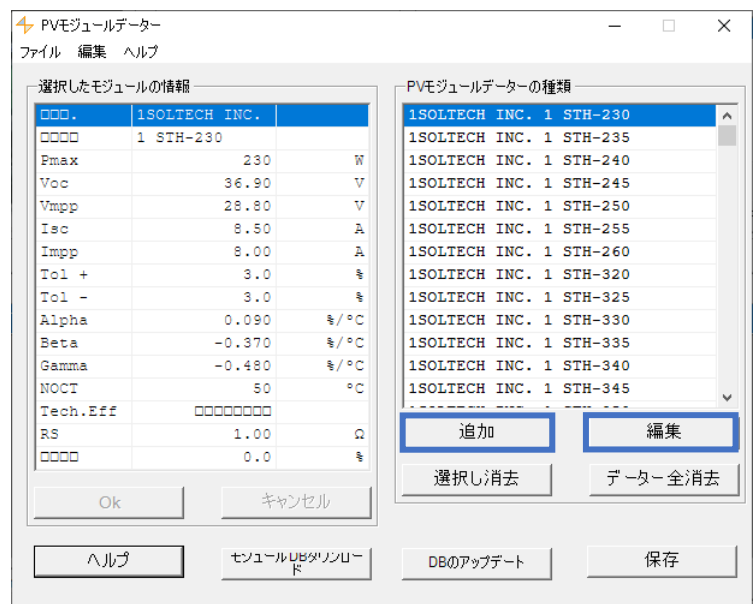 PVモジュールデーター
ファイル 編集 ヘルプ
選択したモジュールの情報
□□□. 1SOLTECH INC.
□□□□ 1 STH-230
Pmax 230 W
Voc 36.90 V
Vmpp 28.80 V
Isc 8.50 A
Impp 8.00 A
Tol + 3.0 %
Tol - 3.0 %
Alpha 0.090 %/°C
Beta -0.370 %/°C
Gamma -0.480 %/°C
NOCT 50 °C
Tech.Eff □□□□□□□□
RS 1.00 Ω
□□□□ 0.0 %
Ok キャンセル
PVモジュールデーターの種類
1SOLTECH INC. 1 STH-230
1SOLTECH INC. 1 STH-235
1SOLTECH INC. 1 STH-240
1SOLTECH INC. 1 STH-245
1SOLTECH INC. 1 STH-250
1SOLTECH INC. 1 STH-255
1SOLTECH INC. 1 STH-260
1SOLTECH INC. 1 STH-320
1SOLTECH INC. 1 STH-325
1SOLTECH INC. 1 STH-330
1SOLTECH INC. 1 STH-335
1SOLTECH INC. 1 STH-340
1SOLTECH INC. 1 STH-345
追加 編集
選択し消去 データー全消去
ヘルプ モジュールDBダウンロード DBのアップデート 保存